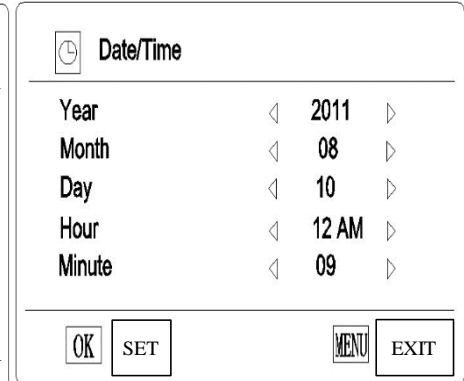 Date/Time
Year 2011
Month 08
Day 10
Hour 12 AM
Minute 09
OK SET MENU EXIT